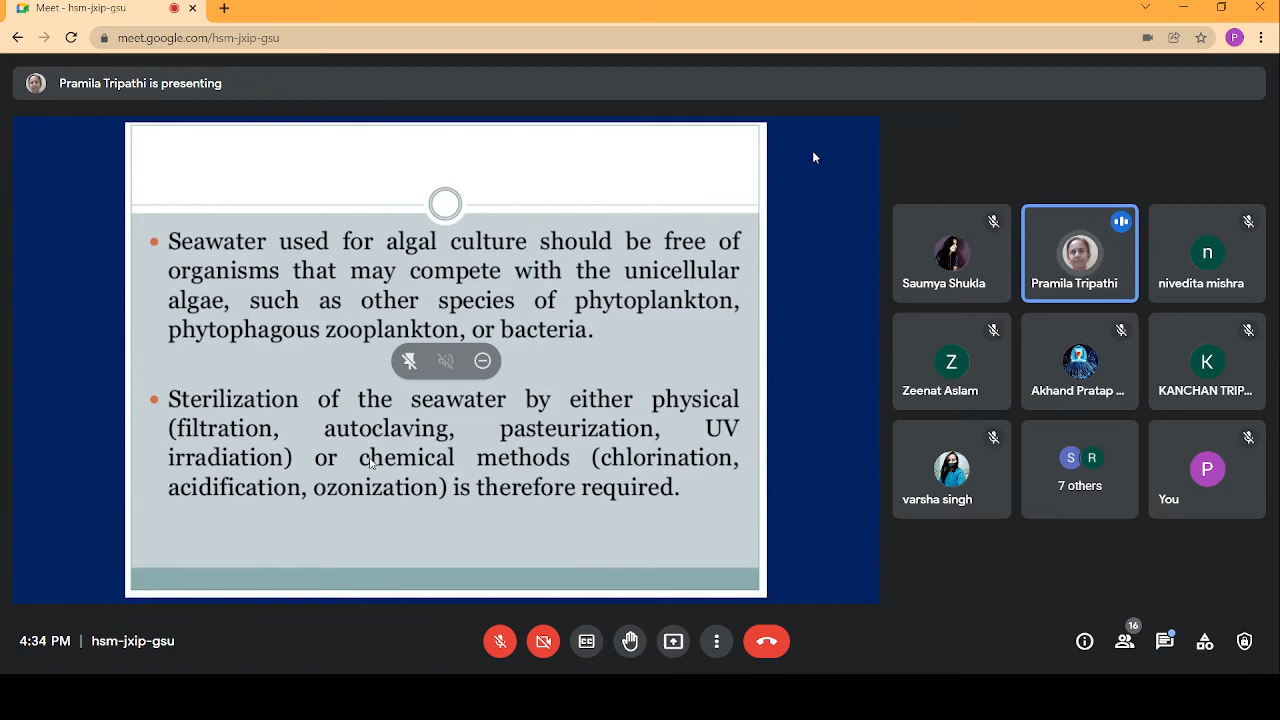 Meet - hsm-jxip-gsu
meet.google.com/hsm-jxip-gsu
P
Pramila Tripathi is presenting
• Seawater used for algal culture should be free of
organisms that may compete with the unicellular
algae, such as other species of phytoplankton,
phytophagous zooplankton, or bacteria.
• Sterilization of the seawater by either physical
(filtration, autoclaving, pasteurization, UV
irradiation) or chemical methods (chlorination,
acidification, ozonization) is therefore required.
Saumya Shukla
Pramila Tripathi
n
nivedita mishra
Z
Zeenat Aslam
Akhand Pratap ...
K
KANCHAN TRIP...
varsha singh
S R
7 others
P
You
4:34 PM | hsm-jxip-gsu
16